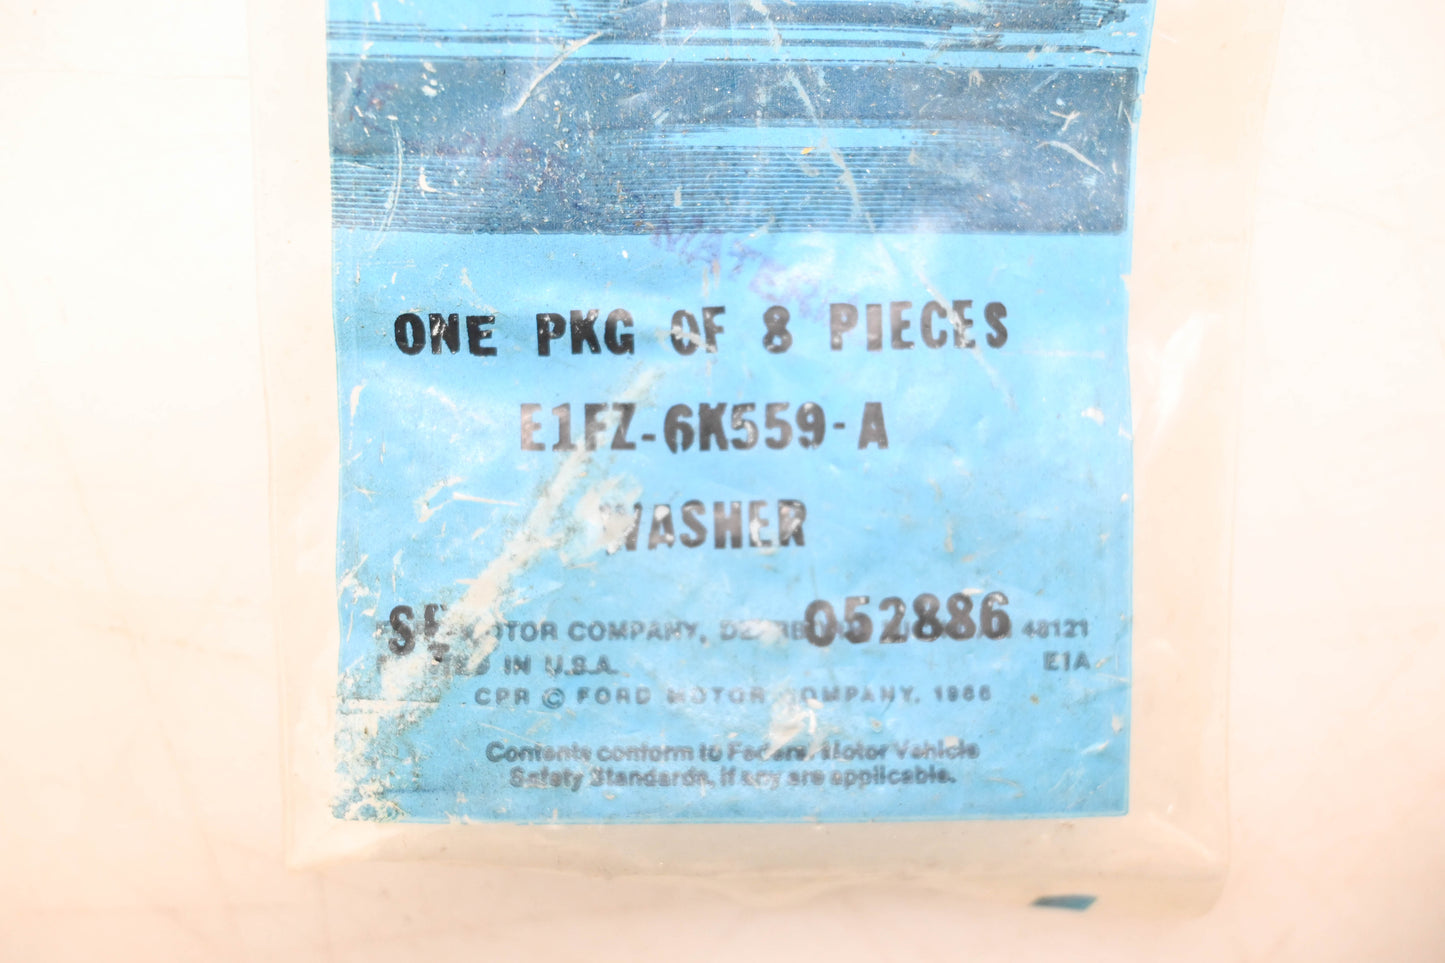 ONE PKG OF 8 PIECES
E1FZ-6K559-A
WASHER
052886
MOTOR COMPANY, 48121
IN U.S.A. E1A
CPR © FORD MOTOR COMPANY, 1986
Contents conform to Federal Motor Vehicle
Safety Standards, if any are applicable.